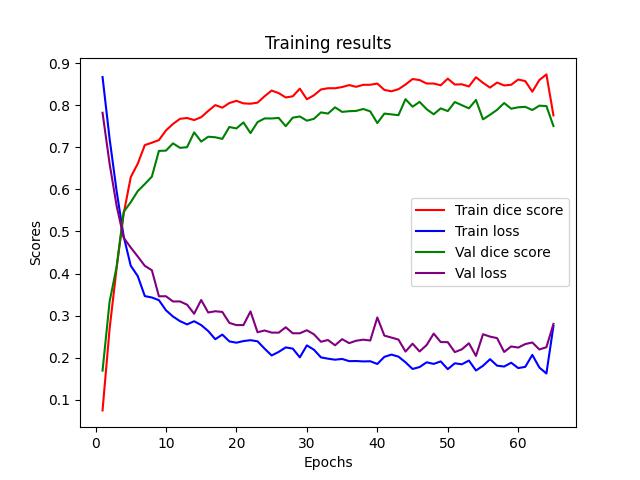 Training results
0.9
0.8
0.7
0.6
0.5
0.4
0.3
0.2
0.1
Scores
Train dice score
Train loss
Val dice score
Val loss
0 10 20 30 40 50 60
Epochs